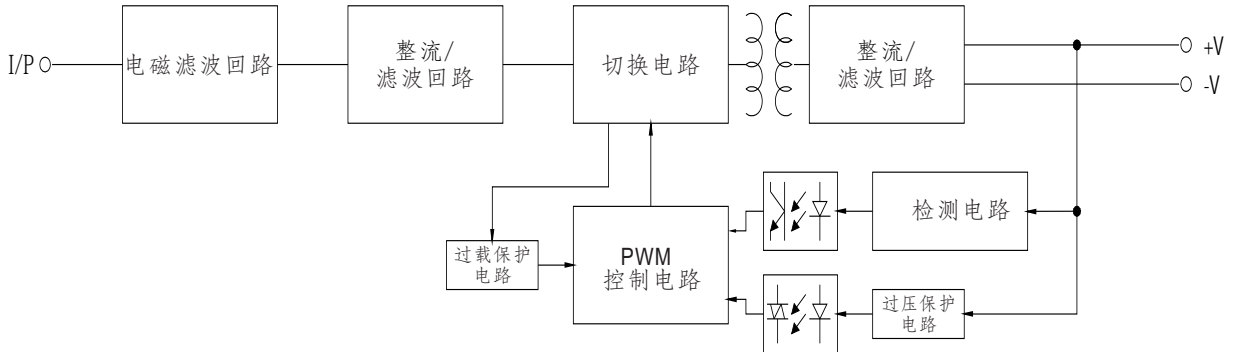 I/P
电磁滤波回路
整流/
滤波回路
切换电路
整流/
滤波回路
+V
-V
检测电路
过载保护
电路
PWM
控制电路
过压保护
电路